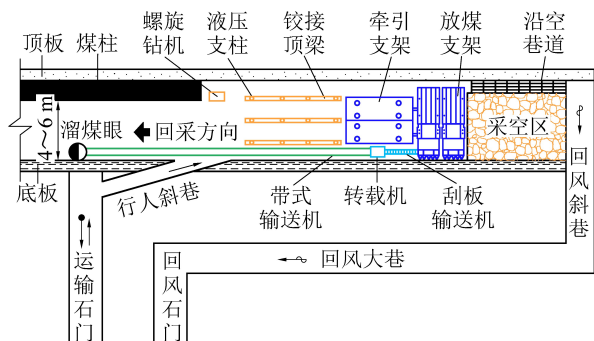 顶板
煤柱
螺旋
钻机
液压
支柱
铰接
顶梁
牵引
支架
放煤
支架
沿空
巷道
4～6 m
溜煤眼
回采方向
采空区
底板
行人斜巷
带式
输送机
转载机
刮板
输送机
回风斜巷
运输石门
回风石门
回风大巷